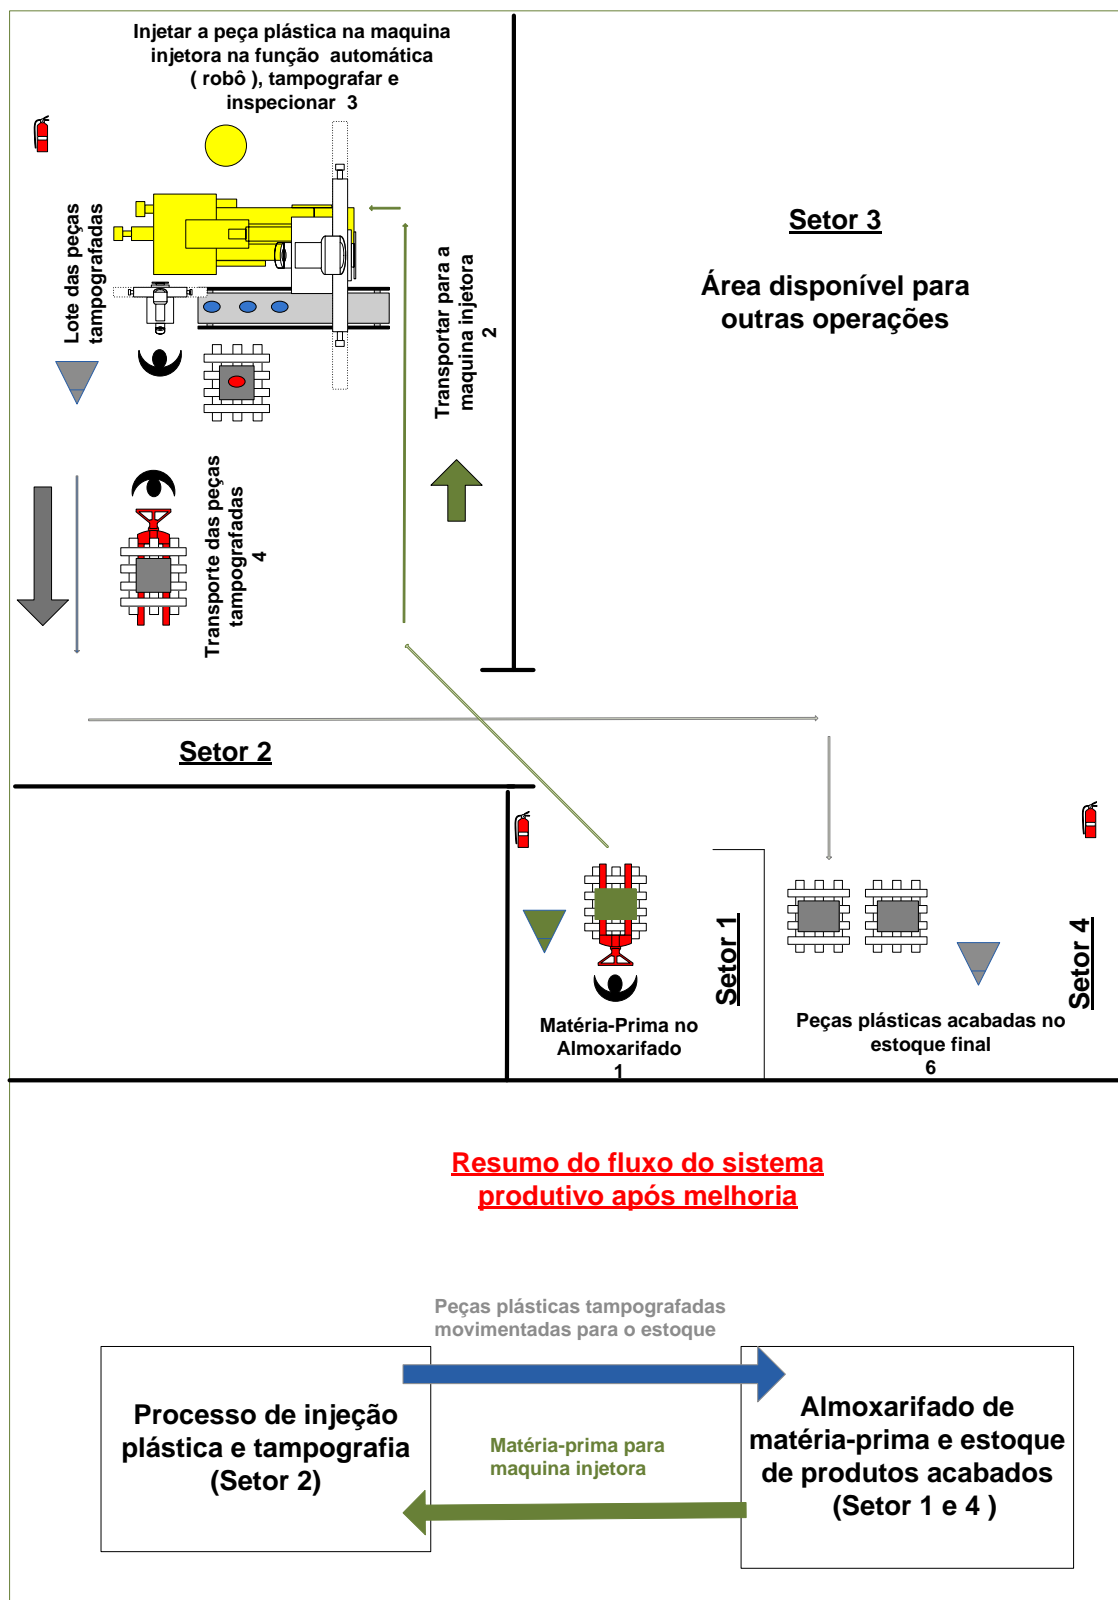 Injetar a peça plástica na maquina
injetora na função  automática
( robô ), tampografar e
inspecionar  3
Lote das peças
tampografadas
Transportar para a
maquina injetora
2
Setor 3
Área disponível para
outras operações
Transporte das peças
tampografadas
4
Setor 2
Setor 1
Setor 4
Matéria-Prima no
Almoxarifado
1
Peças plásticas acabadas no
estoque final
6
Resumo do fluxo do sistema
produtivo após melhoria
Peças plásticas tampografadas
movimentadas para o estoque
Processo de injeção
plástica e tampografia
(Setor 2)
Matéria-prima para
maquina injetora
Almoxarifado de
matéria-prima e estoque
de produtos acabados
(Setor 1 e 4 )